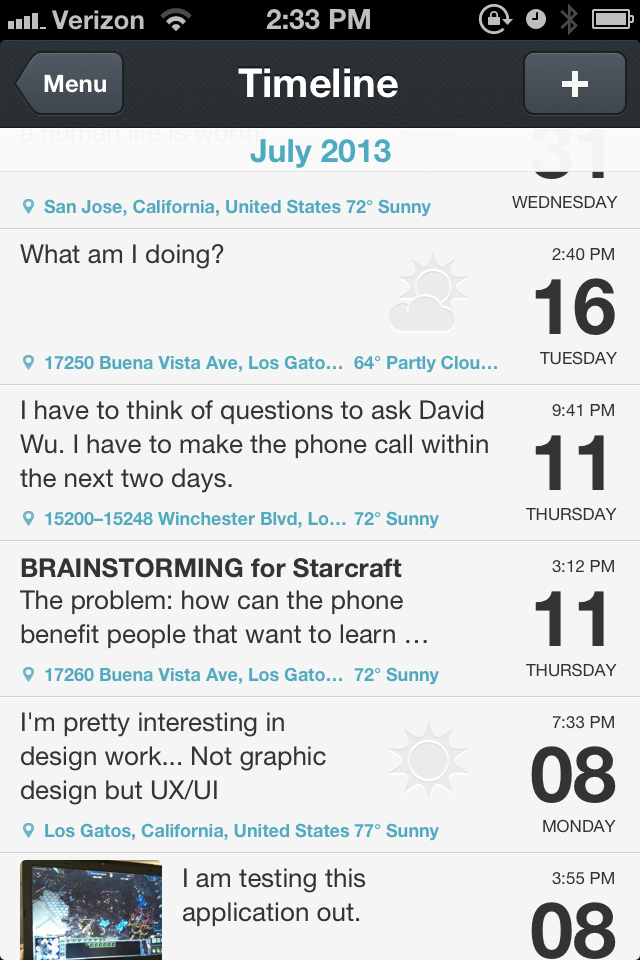 Verizon 2:33 PM
Menu Timeline +
a human life is worth
July 2013
31
WEDNESDAY
San Jose, California, United States 72° Sunny
What am I doing?
2:40 PM
16
TUESDAY
17250 Buena Vista Ave, Los Gato... 64° Partly Clou...
I have to think of questions to ask David
Wu. I have to make the phone call within
the next two days.
9:41 PM
11
THURSDAY
15200–15248 Winchester Blvd, Lo... 72° Sunny
BRAINSTORMING for Starcraft
The problem: how can the phone
benefit people that want to learn ...
3:12 PM
11
THURSDAY
17260 Buena Vista Ave, Los Gato... 72° Sunny
I'm pretty interesting in
design work... Not graphic
design but UX/UI
7:33 PM
08
MONDAY
Los Gatos, California, United States 77° Sunny
I am testing this
application out.
3:55 PM
08